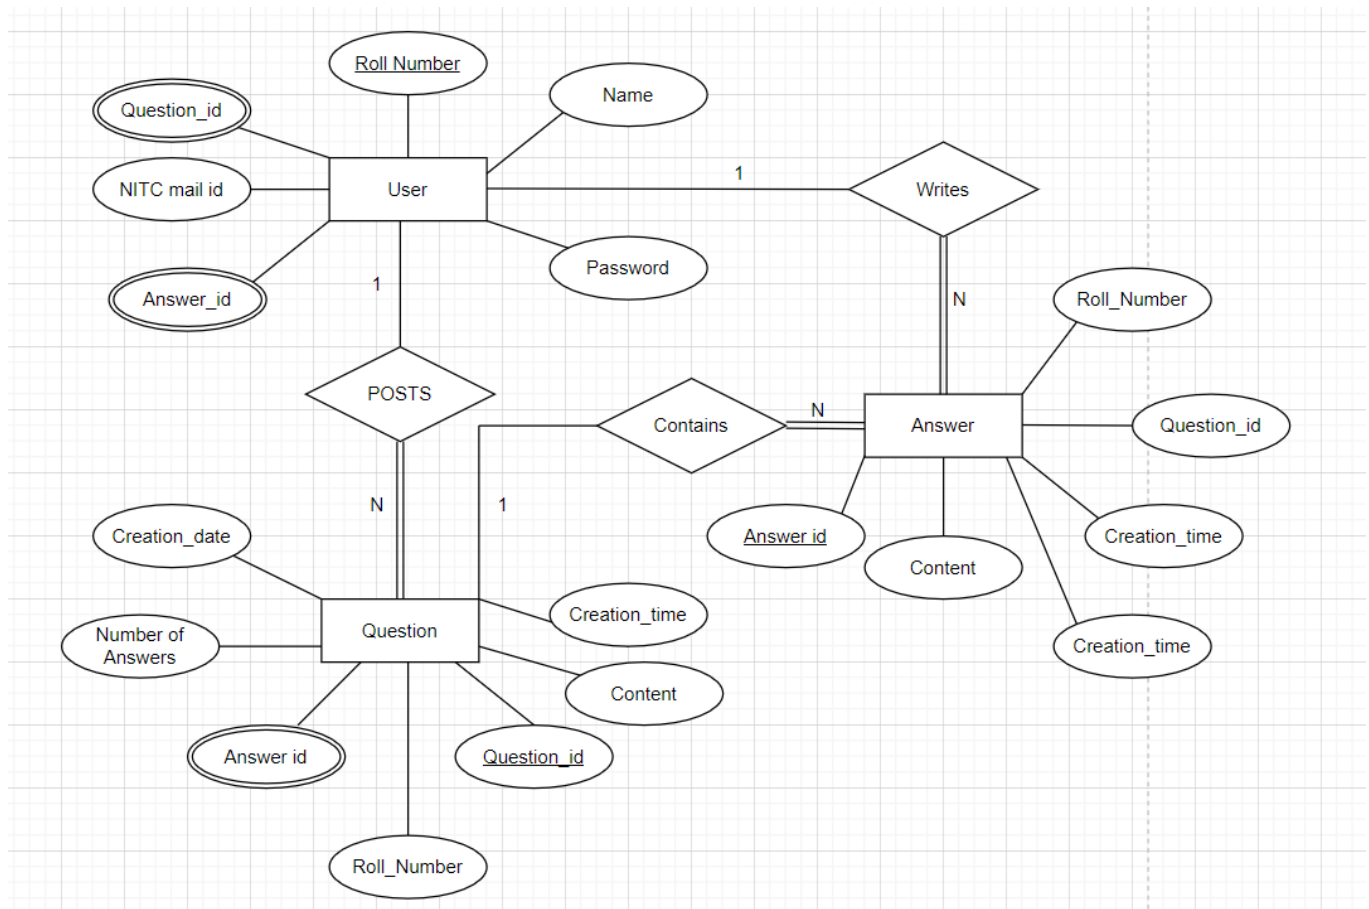 Roll Number
Name
Question_id
NITC mail id
User
1
Writes
Password
Answer_id
1
N
Roll_Number
POSTS
Contains
N
Answer
Question_id
N
1
Creation_date
Answer id
Content
Creation_time
Number of
Answers
Question
Creation_time
Creation_time
Content
Answer id
Question_id
Roll_Number